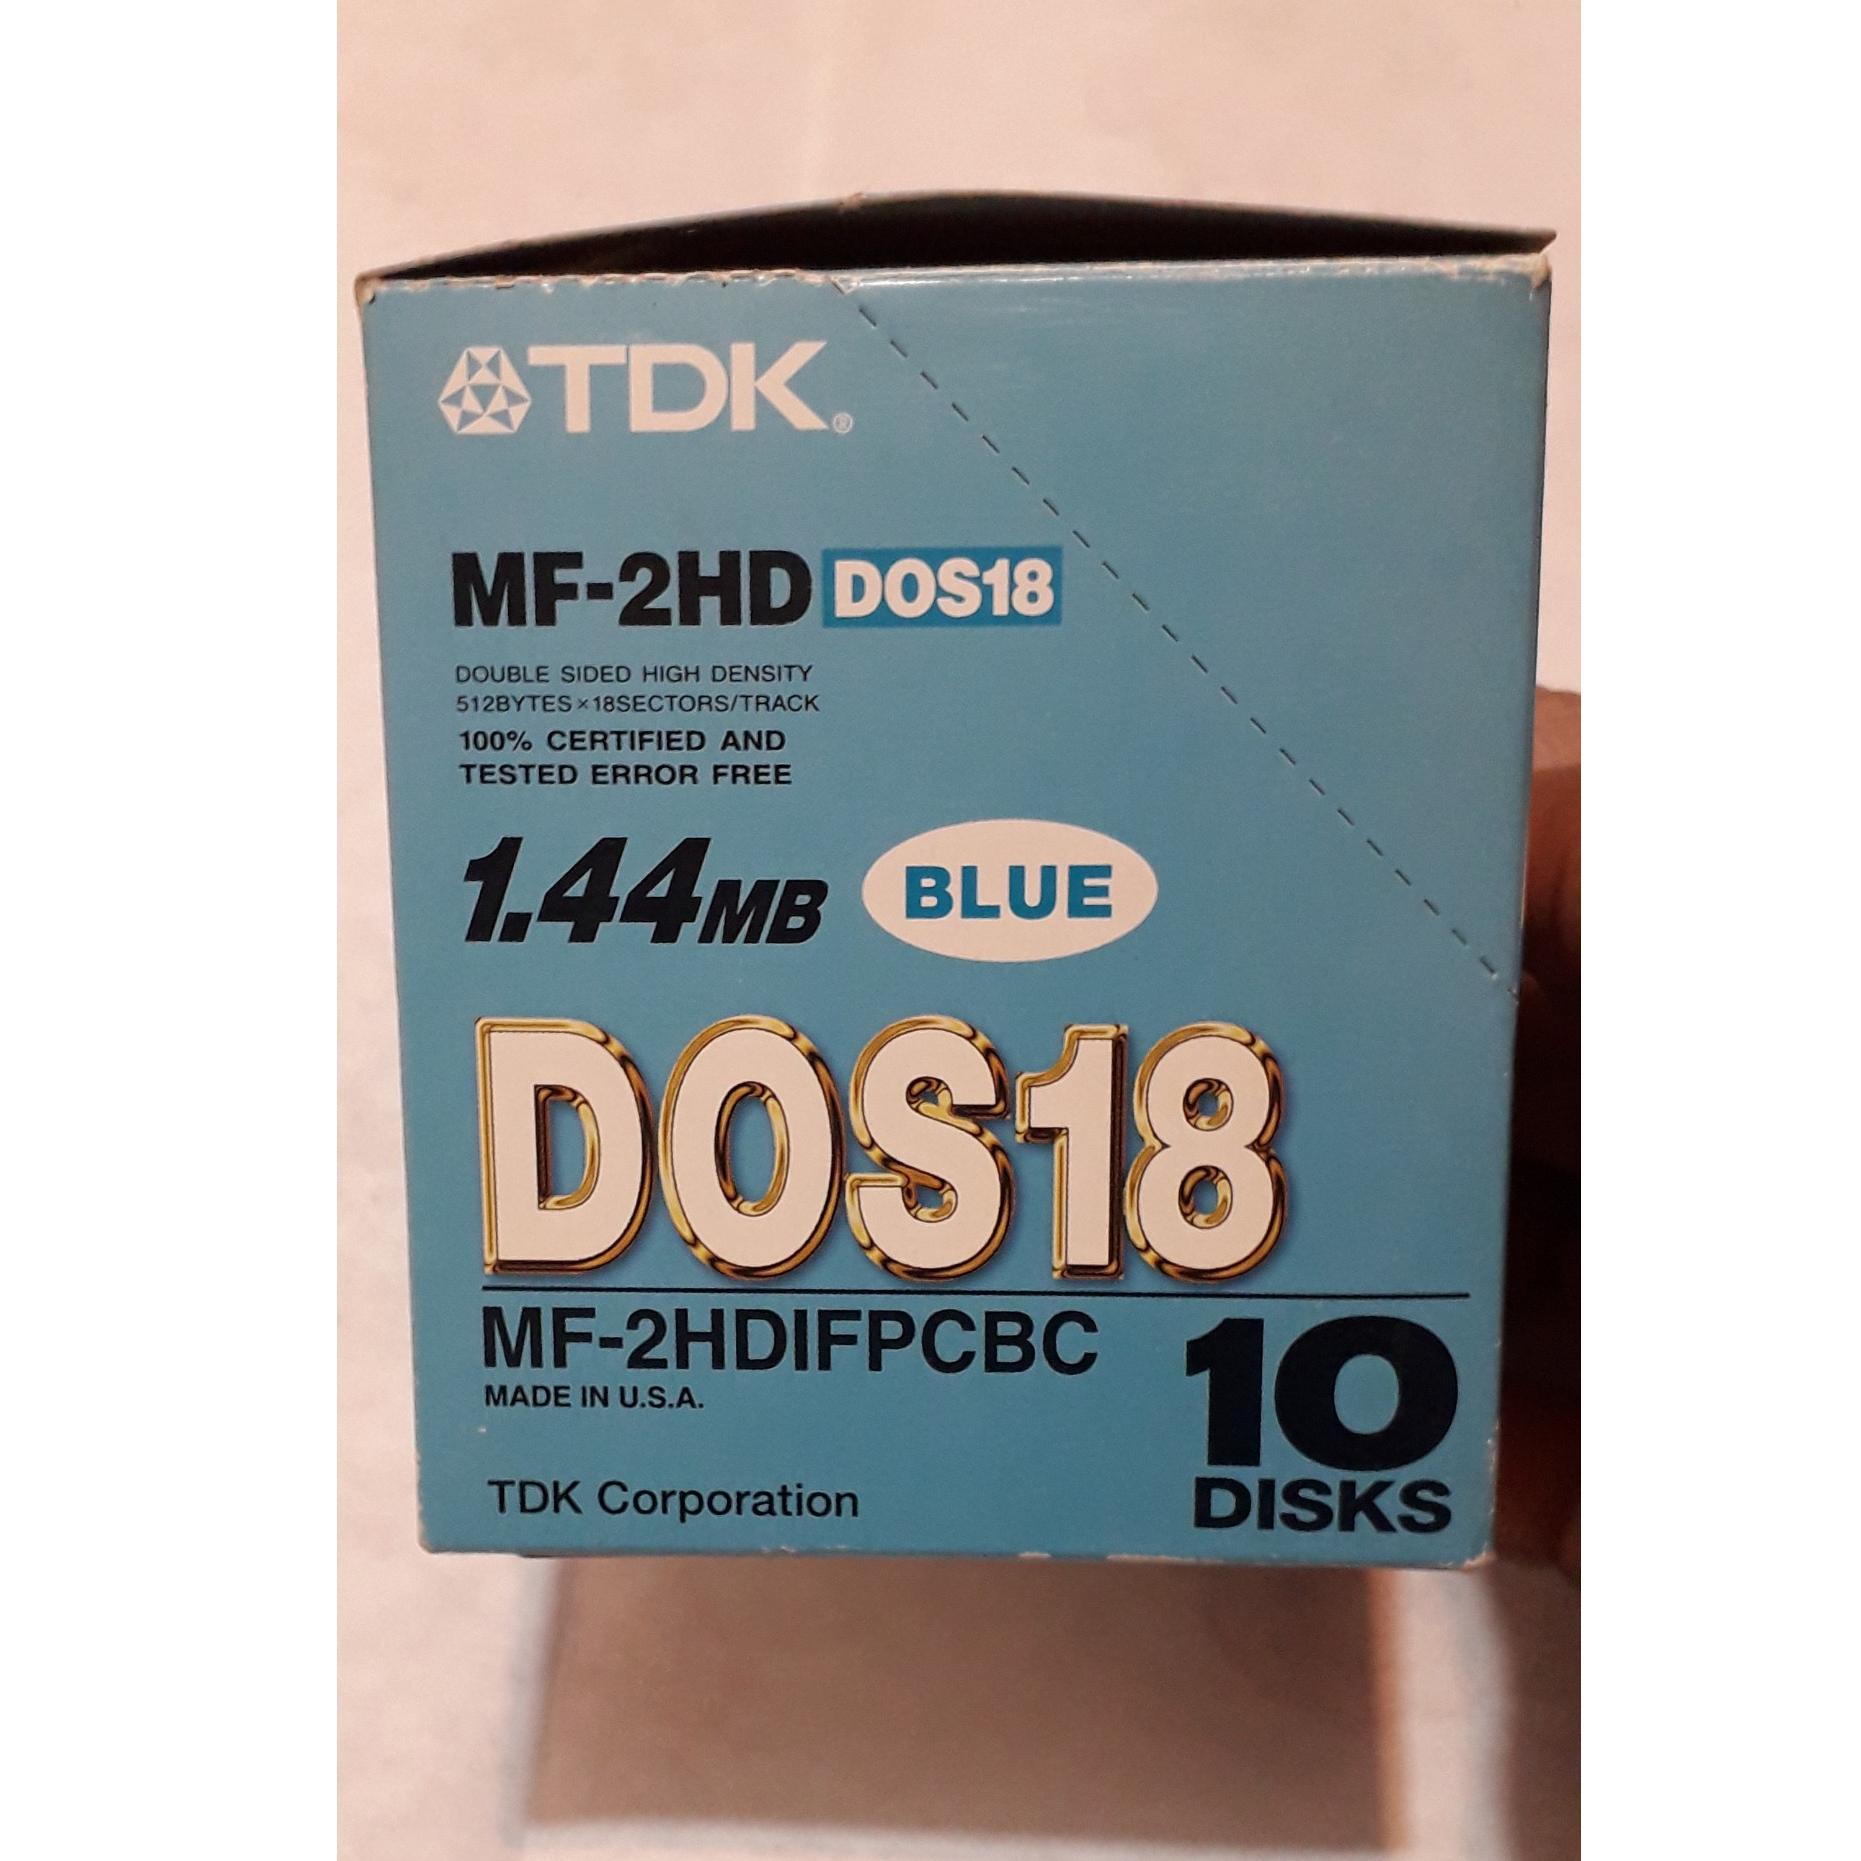 TDK®
MF-2HD DOS18
DOUBLE SIDED HIGH DENSITY
512BYTES×18SECTORS/TRACK
100% CERTIFIED AND
TESTED ERROR FREE
1.44MB BLUE
DOS18
MF-2HDIFPCBC
MADE IN U.S.A.
10
DISKS
TDK Corporation